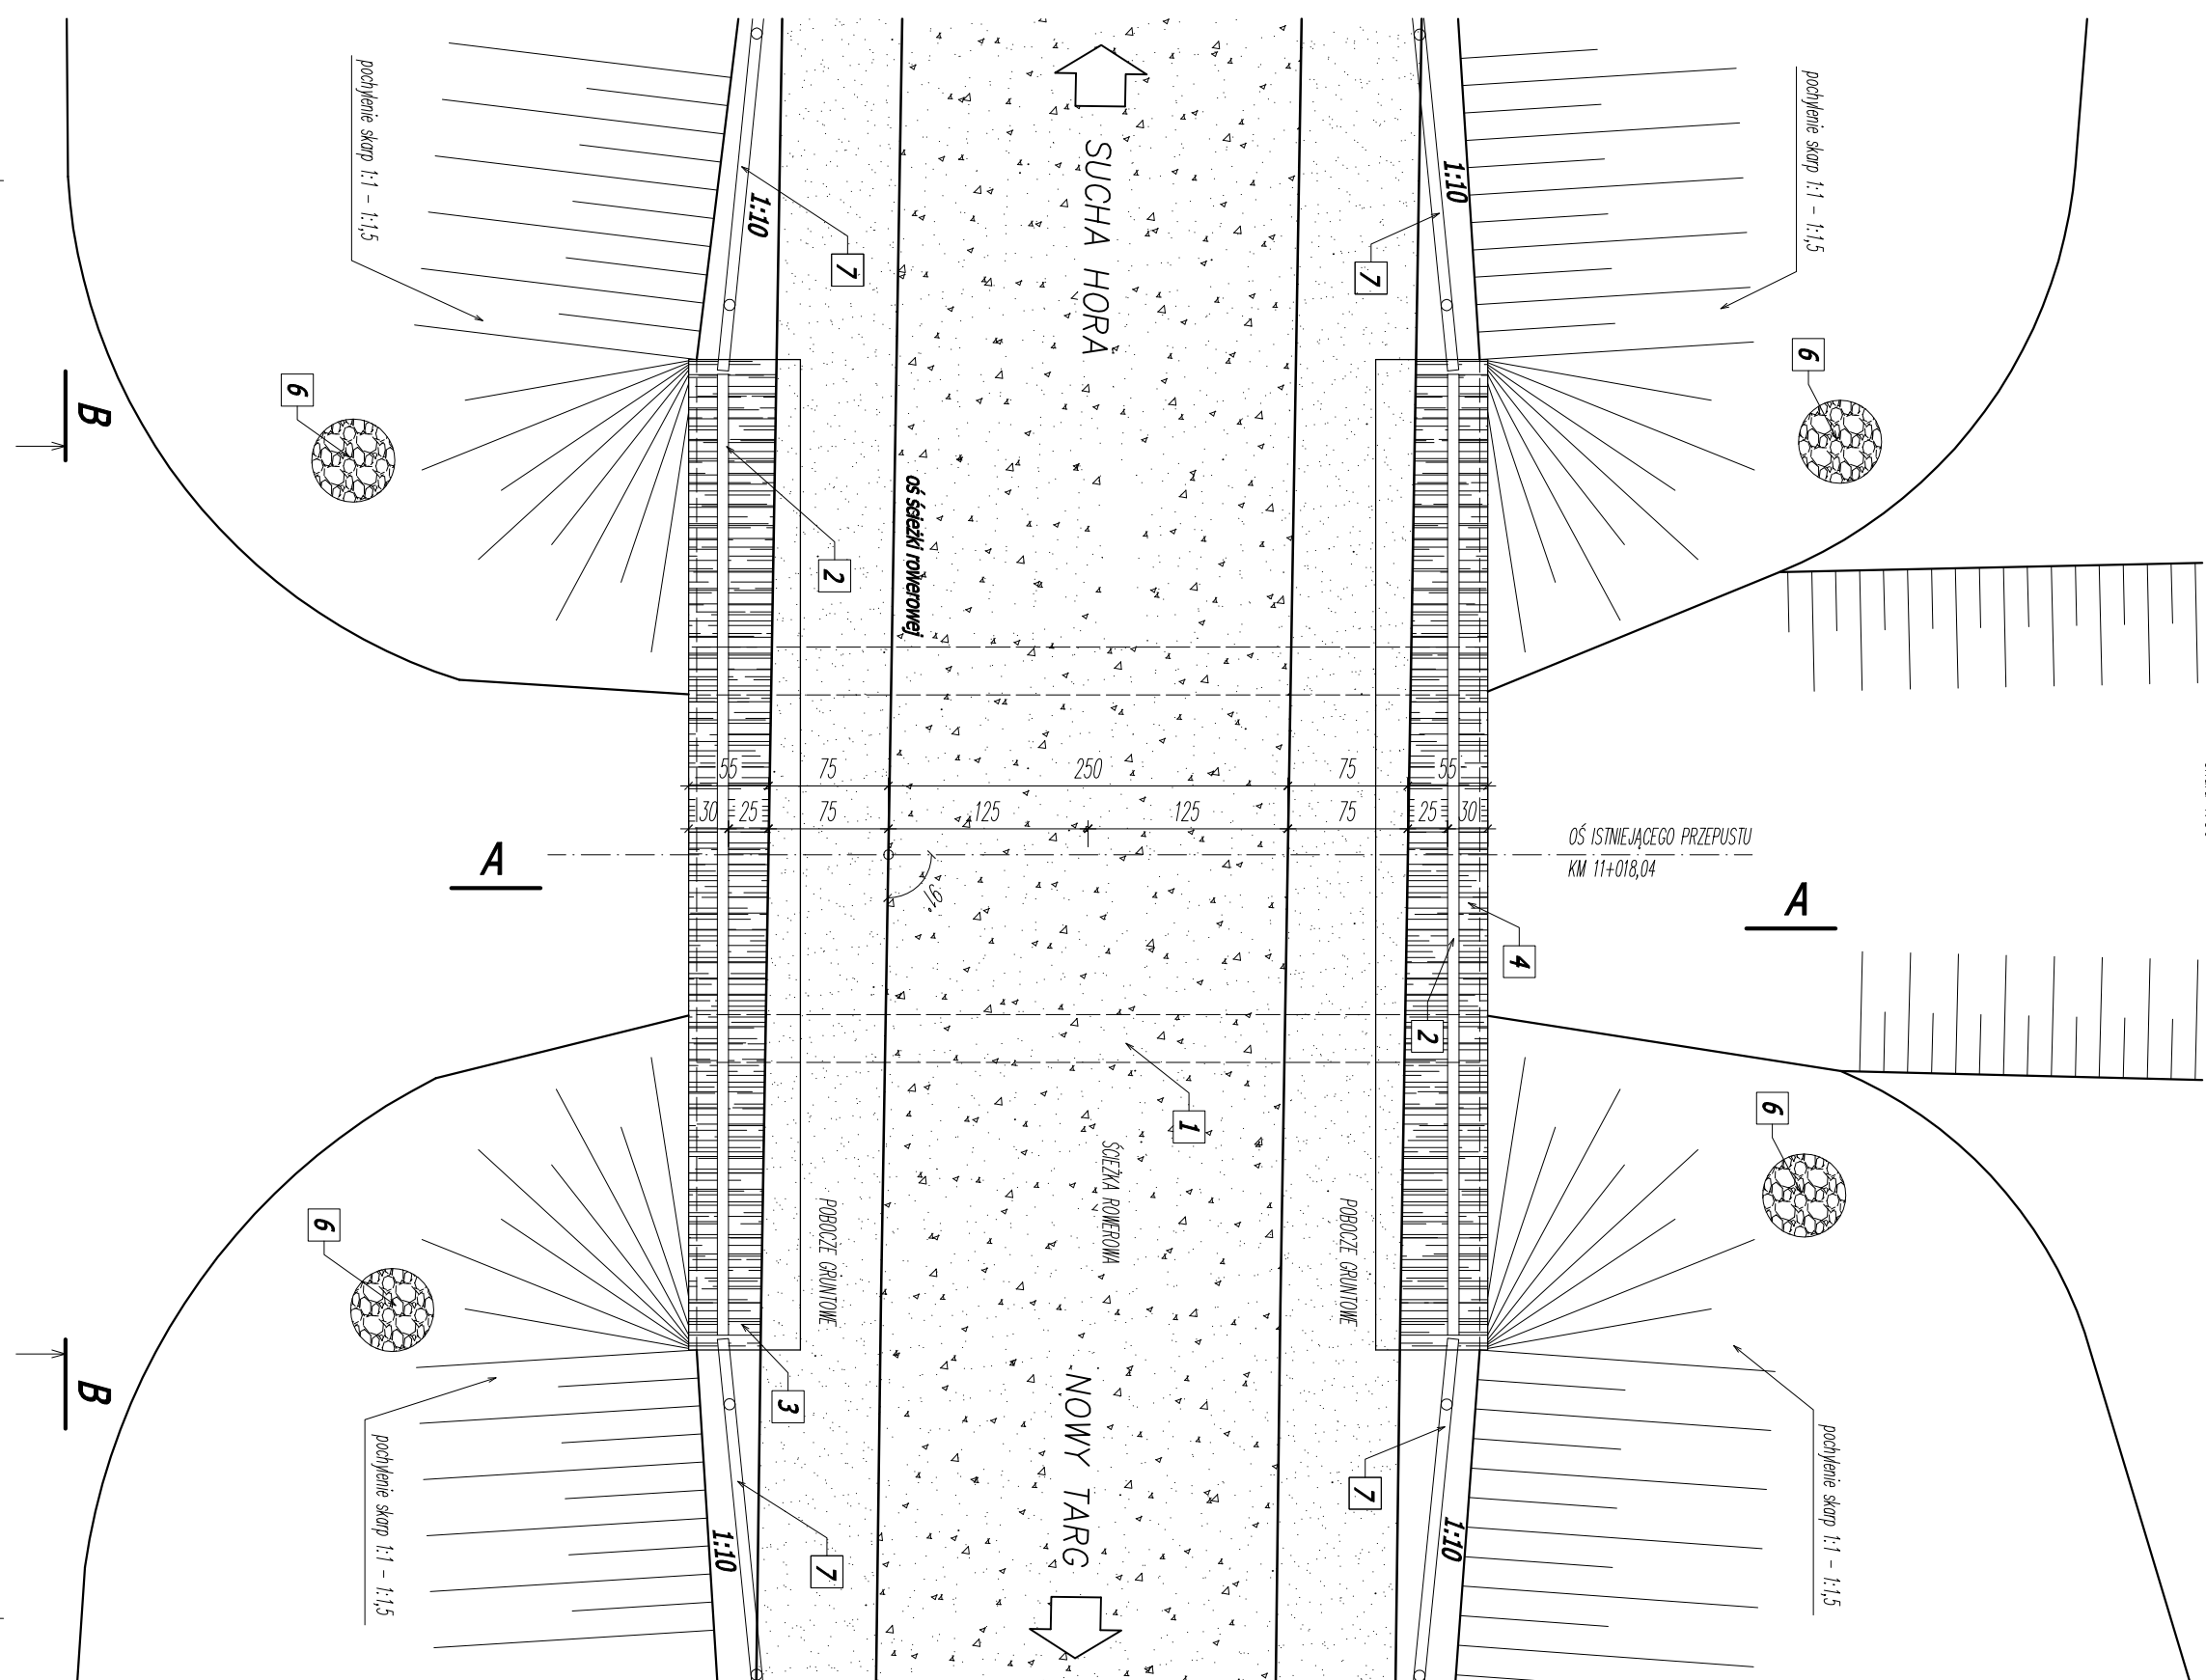 pochylenie skarp 1:1 – 1:1,5
1:10
7
SUCHA HORA
1:10
7
pochylenie skarp 1:1 – 1:1,5
B
6
6
2
oś ścieżki rowerowej
55
75
250
75
55
30
25
75
125
125
75
25
30
A
91°
OŚ ISTNIEJĄCEGO PRZEPUSTU
KM 11+018,04
A
4
2
1
6
6
POBOCZE GRUNTOWE
ŚCIEŻKA ROWEROWA
POBOCZE GRUNTOWE
B
3
NOWY TARG
7
7
1:10
1:10
pochylenie skarp 1:1 – 1:1,5
pochylenie skarp 1:1 – 1:1,5